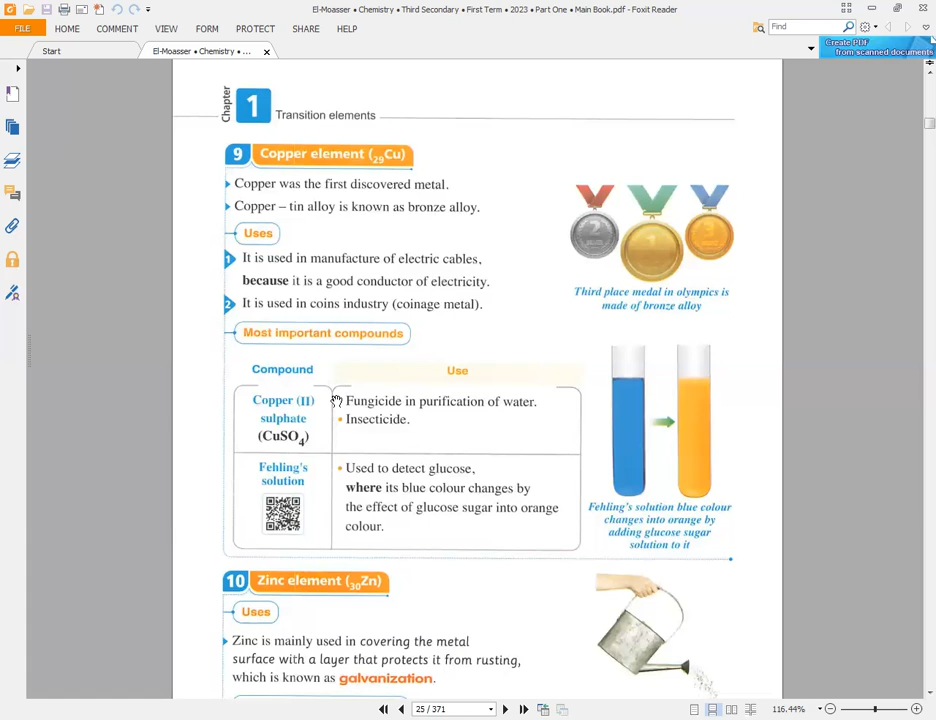 El-Moasser • Chemistry • Third Secondary • First Term • 2023 • Part One • Main Book.pdf - Foxit Reader
FILE HOME COMMENT VIEW FORM PROTECT SHARE HELP
Find
Start
El-Moasser • Chemistry • ...
Create PDF
from scanned documents
Chapter
1
Transition elements
9 Copper element (₂₉Cu)
Copper was the first discovered metal.
Copper – tin alloy is known as bronze alloy.
Uses
1 It is used in manufacture of electric cables,
because it is a good conductor of electricity.
2 It is used in coins industry (coinage metal).
2
1
3
Third place medal in olympics is
made of bronze alloy
Most important compounds
Compound
Use
Copper (II)
sulphate
(CuSO₄)
Fungicide in purification of water.
• Insecticide.
Fehling's
solution
• Used to detect glucose,
where its blue colour changes by
the effect of glucose sugar into orange
colour.
Fehling's solution blue colour
changes into orange by
adding glucose sugar
solution to it
10 Zinc element (₃₀Zn)
Uses
Zinc is mainly used in covering the metal
surface with a layer that protects it from rusting,
which is known as galvanization.
25 / 371
116.44%